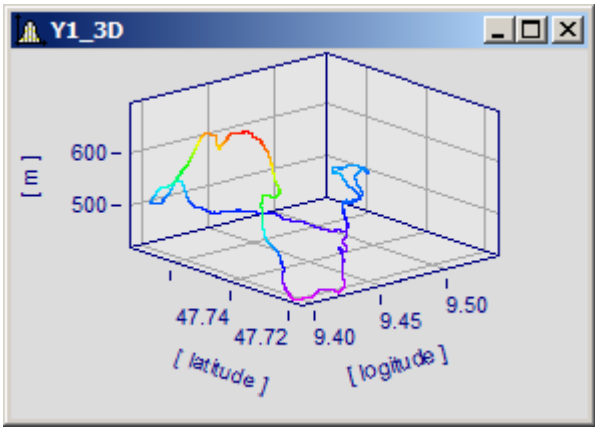 Y1_3D
600
[ m ]
500
47.74
47.72
9.40
9.45
9.50
[ latitude ]
[ logitude ]